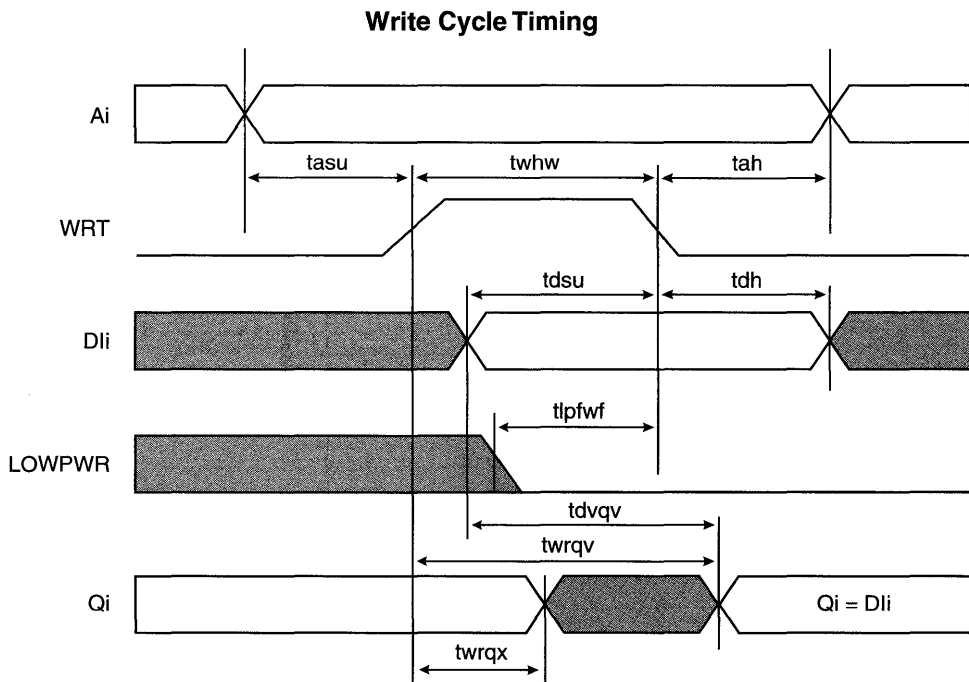 Write Cycle Timing
Ai
tasu twhw tah
WRT
tdsu tdh
DIi
tlpfwf
LOWPWR
tdvqv
twrqv
Qi Qi = DIi
twrqx